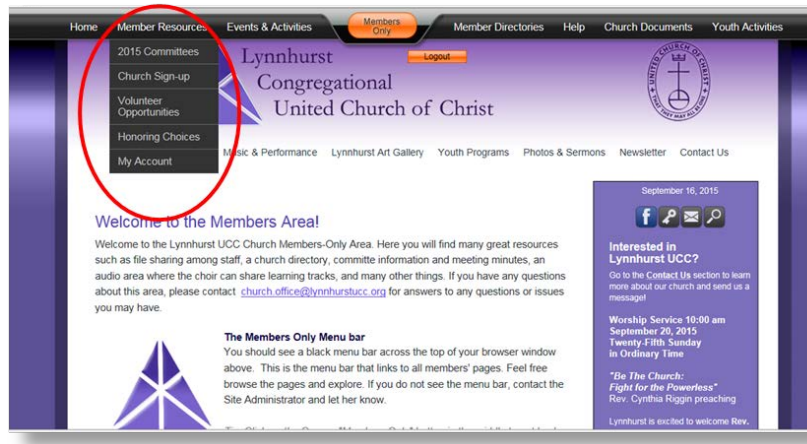 Home Member Resources Events & Activities Members Only Member Directories Help Church Documents Youth Activities
2015 Committees
Church Sign-up
Volunteer
Opportunities
Honoring Choices
My Account
Logout
Lynnhurst
Congregational
United Church of Christ
UNITED CHURCH OF CHRIST
THAT THEY MAY ALL BE ONE
Music & Performance Lynnhurst Art Gallery Youth Programs Photos & Sermons Newsletter Contact Us
Welcome to the Members Area!
Welcome to the Lynnhurst UCC Church Members-Only Area. Here you will find many great resources
such as file sharing among staff, a church directory, committe information and meeting minutes, an
audio area where the choir can share learning tracks, and many other things. If you have any questions
about this area, please contact church.office@lynnhurstucc.org for answers to any questions or issues
you may have.
The Members Only Menu bar
You should see a black menu bar across the top of your browser window
above. This is the menu bar that links to all members' pages. Feel free
browse the pages and explore. If you do not see the menu bar, contact the
Site Administrator and let her know.
September 16, 2015
Interested in
Lynnhurst UCC?
Go to the Contact Us section to learn
more about our church and send us a
message!
Worship Service 10:00 am
September 20, 2015
Twenty-Fifth Sunday
in Ordinary Time
"Be The Church:
Fight for the Powerless"
Rev. Cynthia Riggin preaching
Lynnhurst is excited to welcome Rev.